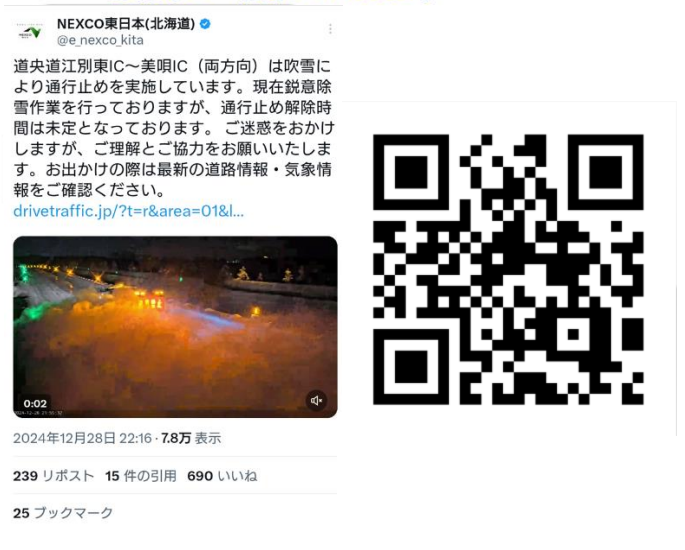 NEXCO東日本(北海道)
@e_nexco_kita
道央道江別東IC～美唄IC（両方向）は吹雪に
より通行止めを実施しています。現在鋭意除
雪作業を行っておりますが、通行止め解除時
間は未定となっております。 ご迷惑をおかけ
しますが、ご理解とご協力をお願いいたしま
す。お出かけの際は最新の道路情報・気象情
報をご確認ください。
drivetraffic.jp/?t=r&area=01&l...
0:02
2024年12月28日 22:16 · 7.8万 表示
239 リポスト 15 件の引用 690 いいね
25 ブックマーク